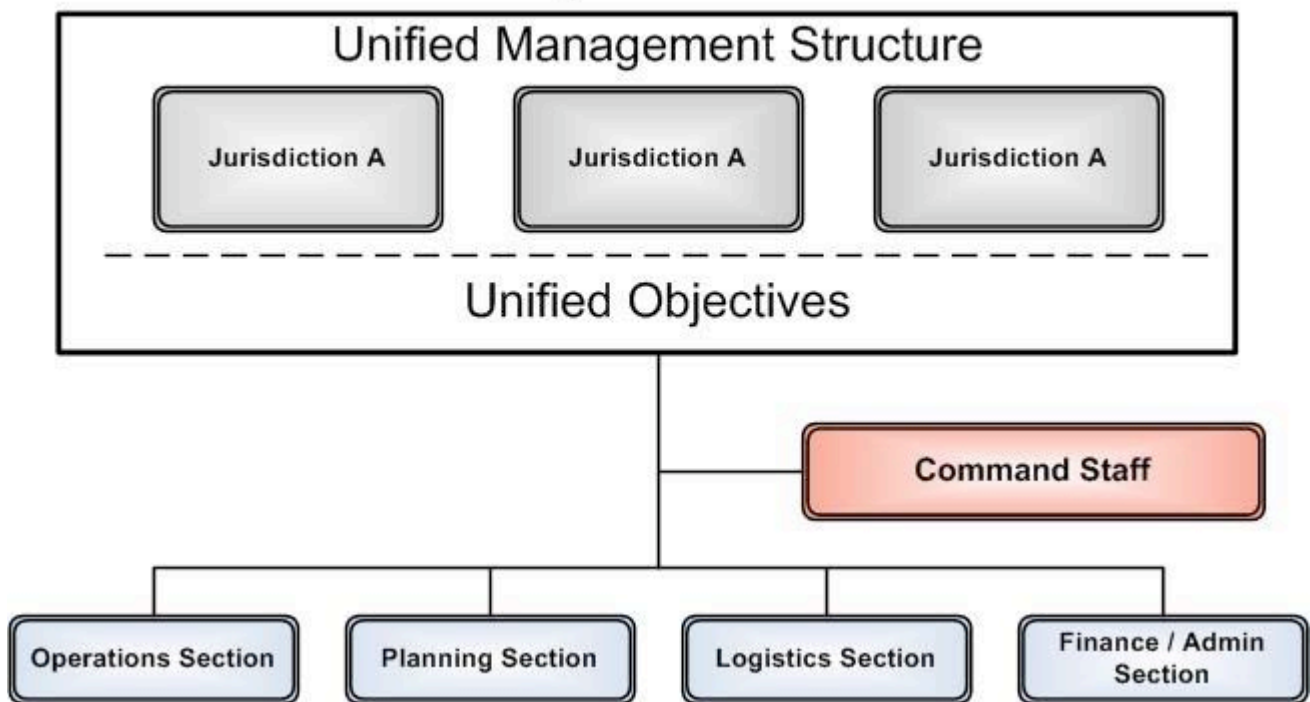 Unified Management Structure
Jurisdiction A
Jurisdiction A
Jurisdiction A
Unified Objectives
Command Staff
Operations Section
Planning Section
Logistics Section
Finance / Admin
Section